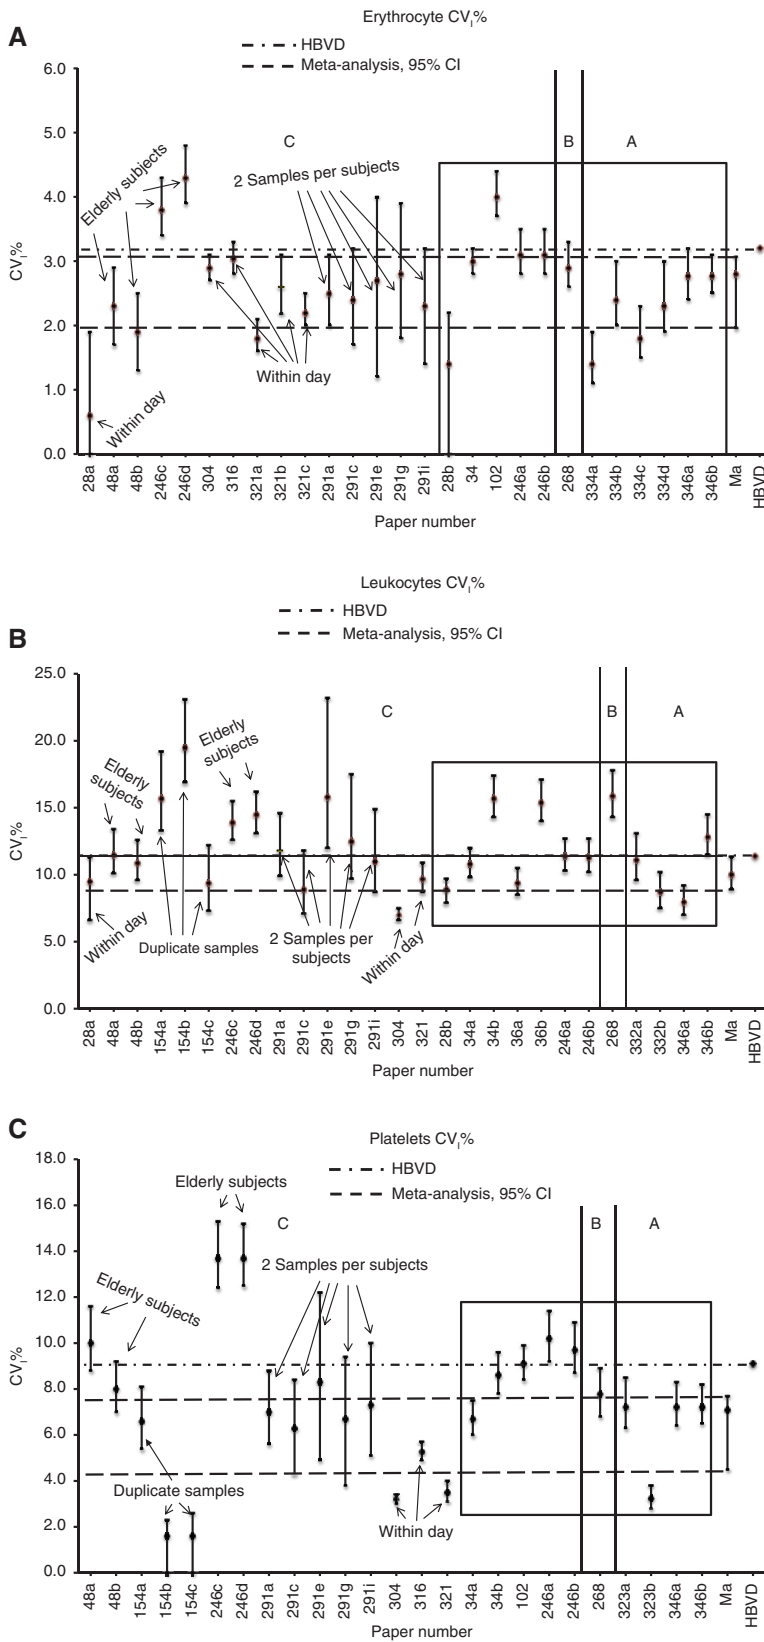 A
Erythrocyte CVI%
HBVD
Meta-analysis, 95% CI
6.0
5.0
4.0
3.0
2.0
1.0
0.0
CVI%
C
B
A
Elderly subjects
2 Samples per subjects
Within day
Within day
28a 48a 48b 246c 246d 304 316 321a 321b 321c 291a 291c 291e 291g 291i 28b 34 102 246a 246b 268 334a 334b 334c 334d 346a 346b Ma HBVD
Paper number
B
Leukocytes CVI%
HBVD
Meta-analysis, 95% CI
25.0
20.0
15.0
10.0
5.0
0.0
CVI%
C
B
A
Elderly
subjects
Elderly
subjects
Within day
Duplicate samples
2 Samples per
subjects
Within day
28a 48a 48b 154a 154b 154c 246c 246d 291a 291c 291e 291g 291i 304 321 28b 34a 34b 36a 36b 246a 246b 268 332a 332b 346a 346b Ma HBVD
Paper number
C
Platelets CVI%
HBVD
Meta-analysis, 95% CI
18.0
16.0
14.0
12.0
10.0
8.0
6.0
4.0
2.0
0.0
CVI%
Elderly subjects
C
B
A
2 Samples per subjects
Elderly subjects
Duplicate samples
Within day
48a 48b 154a 154b 154c 246c 246d 291a 291c 291e 291g 291i 304 316 321 34a 34b 102 246a 246b 268 323a 323b 346a 346b Ma HBVD
Paper number